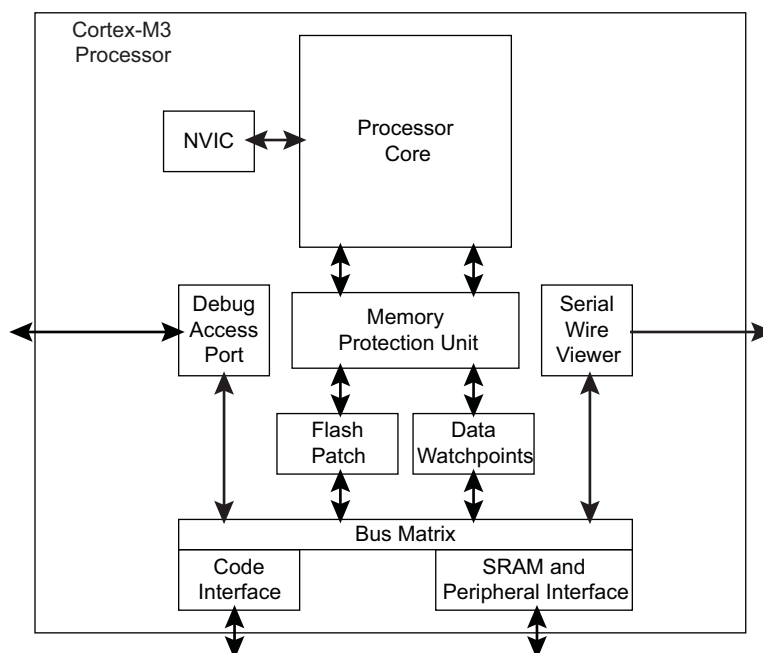 Cortex-M3
Processor
Processor
Core
NVIC
Debug
Access
Port
Memory
Protection Unit
Serial
Wire
Viewer
Flash
Patch
Data
Watchpoints
Bus Matrix
Code
Interface
SRAM and
Peripheral Interface